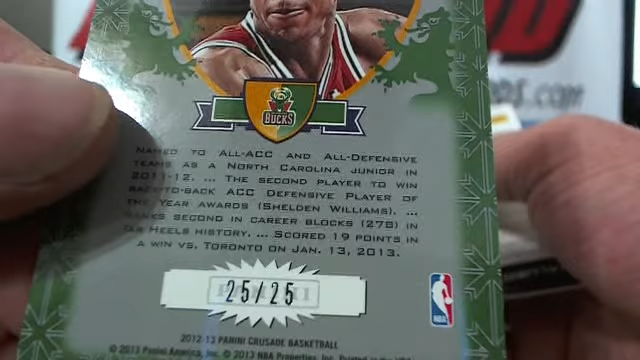 BUCKS
NAMED TO ALL-ACC AND ALL-DEFENSIVE
TEAMS AS A NORTH CAROLINA JUNIOR IN
2011-12. ... THE SECOND PLAYER TO WIN
BACK-TO-BACK ACC DEFENSIVE PLAYER OF
THE YEAR AWARDS (SHELDEN WILLIAMS). ...
RANKS SECOND IN CAREER BLOCKS (278) IN
TAR HEELS HISTORY. ... SCORED 19 POINTS IN
A WIN VS. TORONTO ON JAN. 13, 2013.
25/25
NBA
2012-13 PANINI CRUSADE BASKETBALL
© 2013 Panini America, Inc. © 2013 NBA Properties, Inc. Printed in the